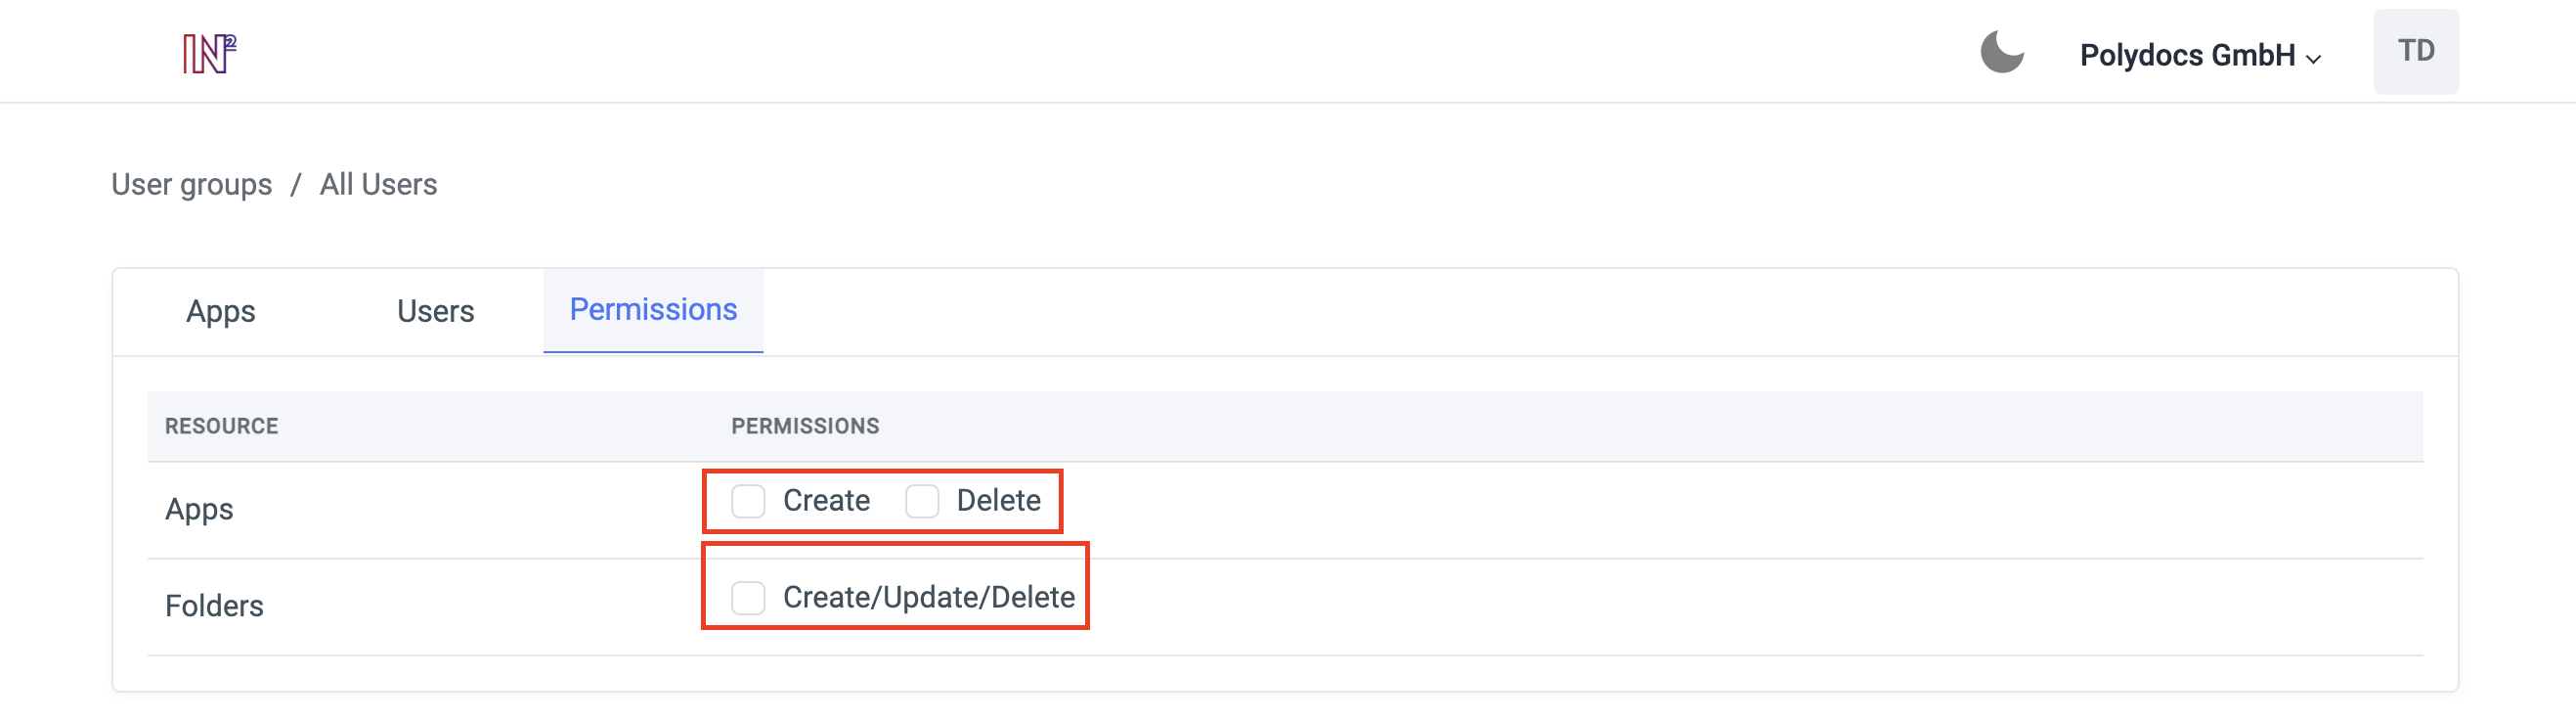 IN²
Polydocs GmbH
TD
User groups / All Users
Apps Users Permissions
RESOURCE PERMISSIONS
Apps Create Delete
Folders Create/Update/Delete